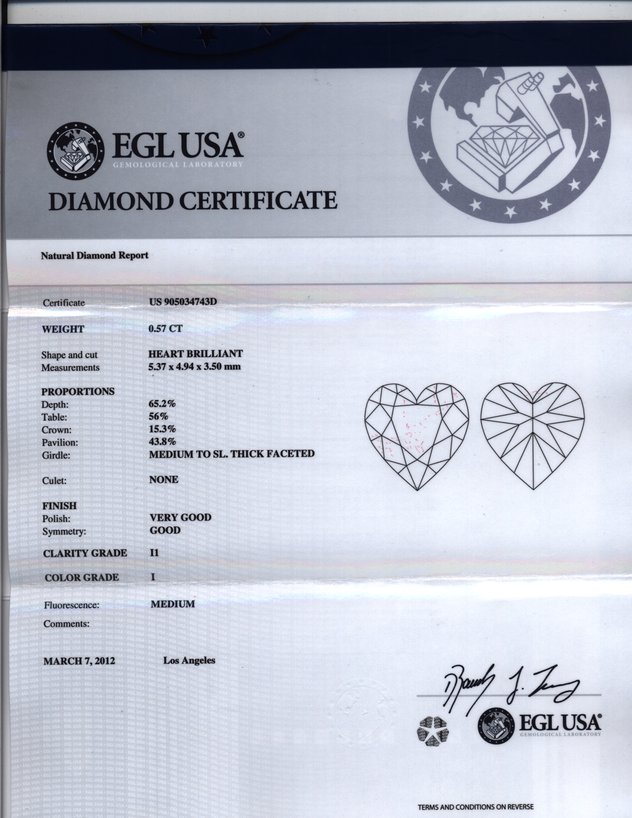 EGL USA®
GEMOLOGICAL LABORATORY
DIAMOND CERTIFICATE
Natural Diamond Report
Certificate US 905034743D
WEIGHT 0.57 CT
Shape and cut HEART BRILLIANT
Measurements 5.37 x 4.94 x 3.50 mm
PROPORTIONS
Depth: 65.2%
Table: 56%
Crown: 15.3%
Pavilion: 43.8%
Girdle: MEDIUM TO SL. THICK FACETED
Culet: NONE
FINISH
Polish: VERY GOOD
Symmetry: GOOD
CLARITY GRADE I1
COLOR GRADE I
Fluorescence: MEDIUM
Comments:
MARCH 7, 2012 Los Angeles
EGL USA®
GEMOLOGICAL LABORATORY
TERMS AND CONDITIONS ON REVERSE